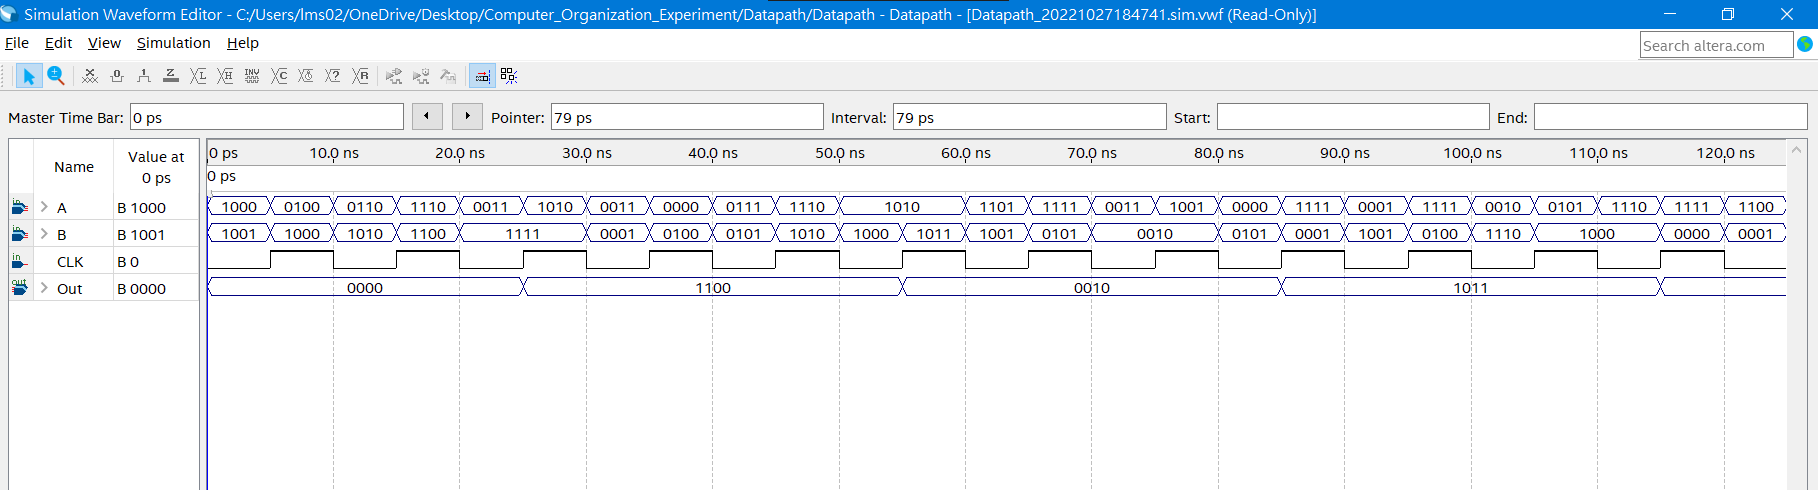 Simulation Waveform Editor - C:/Users/lms02/OneDrive/Desktop/Computer_Organization_Experiment/Datapath/Datapath - Datapath - [Datapath_20221027184741.sim.vwf (Read-Only)]
File Edit View Simulation Help
Search altera.com
Master Time Bar: 0 ps Pointer: 79 ps Interval: 79 ps Start: End:
Name Value at 0 ps
0 ps 10.0 ns 20.0 ns 30.0 ns 40.0 ns 50.0 ns 60.0 ns 70.0 ns 80.0 ns 90.0 ns 100.0 ns 110.0 ns 120.0 ns
0 ps
A B 1000 1000 0100 0110 1110 0011 1010 0011 0000 0111 1110 1010 1101 1111 0011 1001 0000 1111 0001 1111 0010 0101 1110 1111 1100
B B 1001 1001 1000 1010 1100 1111 0001 0100 0101 1010 1000 1011 1001 0101 0010 0101 0001 1001 0100 1110 1000 0000 0001
CLK B 0
Out B 0000 0000 1100 0010 1011